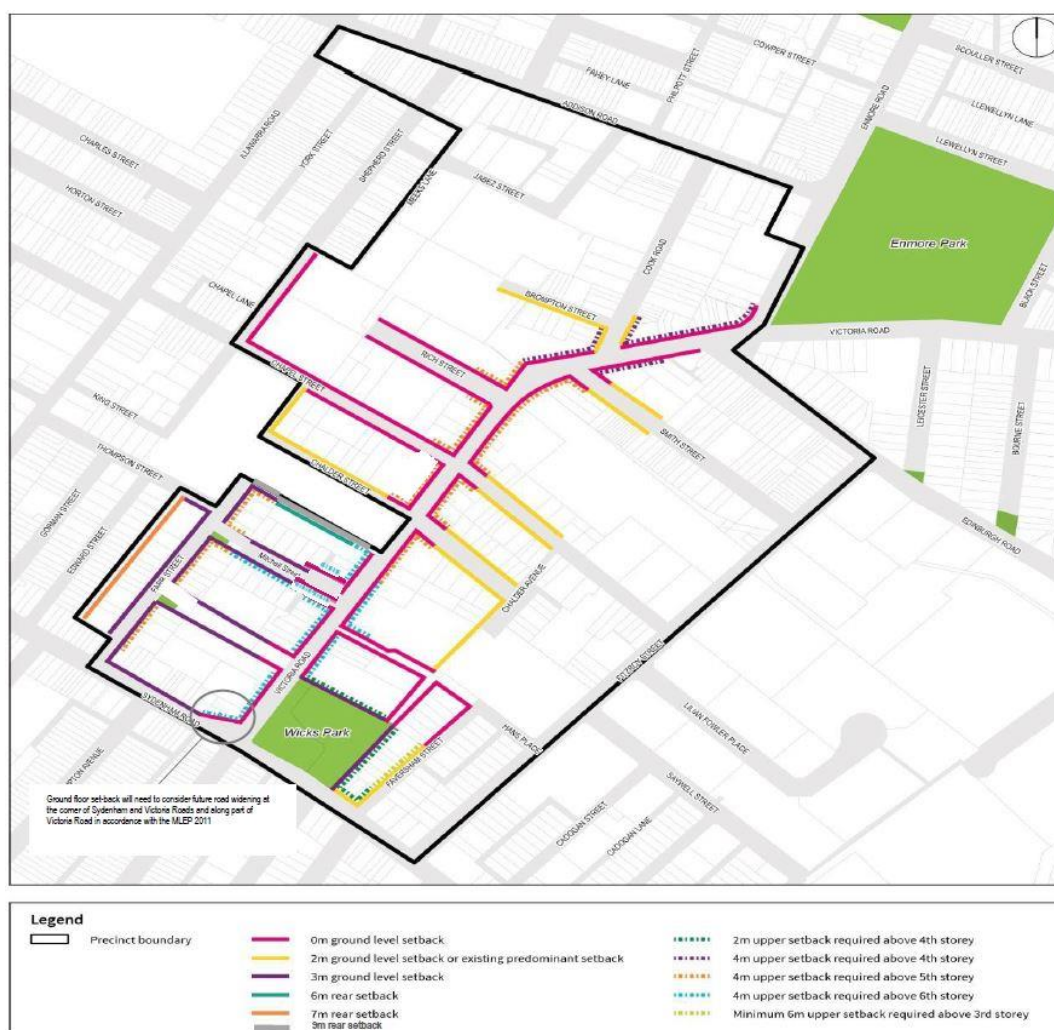 COWPER STREET
SCOULLER STREET
FAHEY LANE
PHILPOTT STREET
ENMORE ROAD
LLEWELLYN LANE
ADDISON ROAD
LLEWELLYN STREET
CHARLES STREET
ILLAWARRA ROAD
YORK STREET
SHEPHERD STREET
MEEKS LANE
JABEZ STREET
HORTON STREET
COOK ROAD
Enmore Park
BLACK STREET
CHAPEL LANE
BROMPTON STREET
VICTORIA ROAD
RICH STREET
CHAPEL STREET
LEICESTER STREET
BOURNE STREET
KING STREET
SMITH STREET
THOMPSON STREET
CHALDER STREET
GORMAN STREET
EDWARD STREET
EDINBURGH ROAD
Mitchell Street
FARR STREET
CHALDER AVENUE
FITZROY STREET
VICTORIA ROAD
SYDENHAM ROAD
Wicks Park
HANS PLACE
LILIAN FOWLER PLACE
FAVERSHAM STREET
SAYWELL STREET
PTON AVENUE
CADOGAN STREET
CADOGAN LANE
Ground floor set-back will need to consider future road widening at
the corner of Sydenham and Victoria Roads and along part of
Victoria Road in accordance with the MLEP 2011
Legend
Precinct boundary
0m ground level setback
2m ground level setback or existing predominant setback
3m ground level setback
6m rear setback
7m rear setback
9m rear setback
2m upper setback required above 4th storey
4m upper setback required above 4th storey
4m upper setback required above 5th storey
4m upper setback required above 6th storey
Minimum 6m upper setback required above 3rd storey